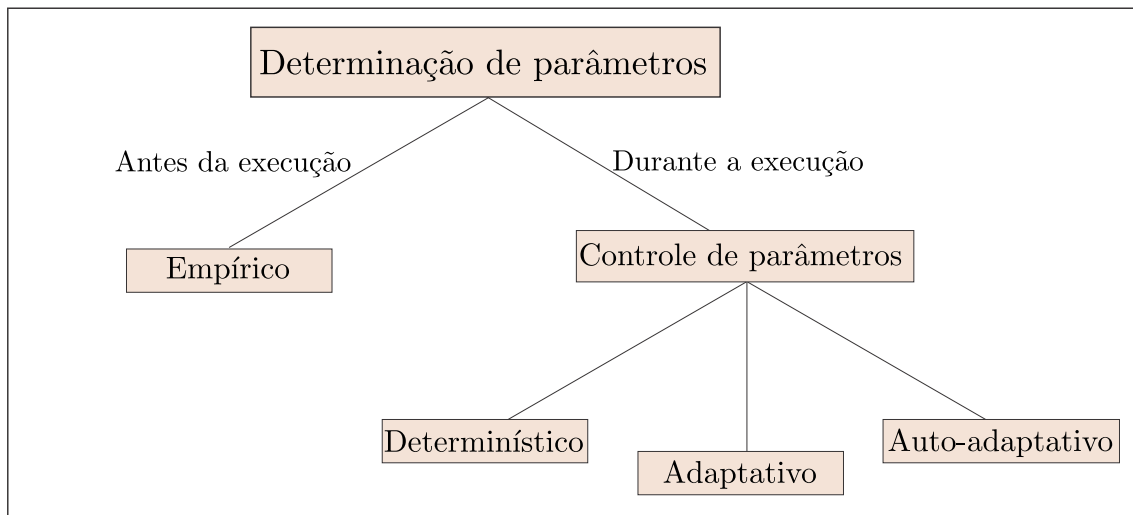 Determinação de parâmetros
Antes da execução
Durante a execução
Empírico
Controle de parâmetros
Determinístico
Adaptativo
Auto-adaptativo